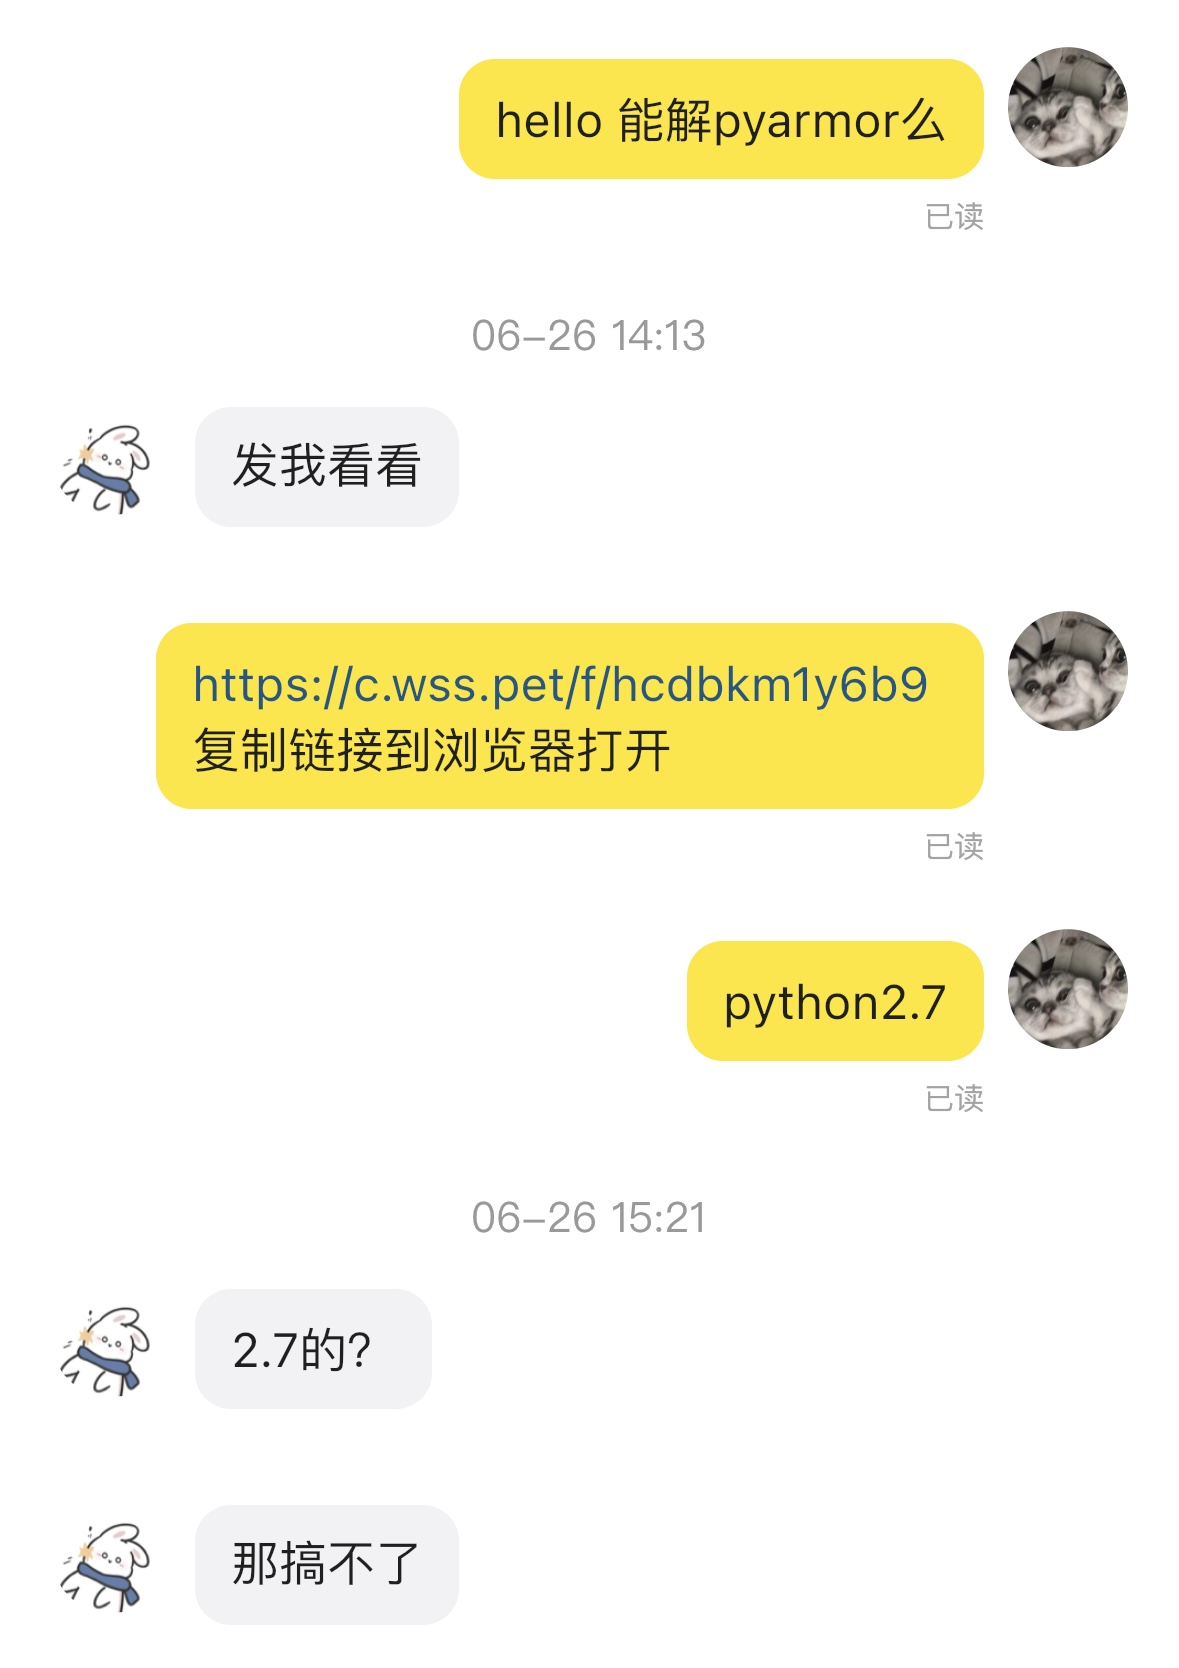 hello 能解pyarmor么
已读
06-26 14:13
发我看看
https://c.wss.pet/f/hcdbkm1y6b9
复制链接到浏览器打开
已读
python2.7
已读
06-26 15:21
2.7的?
那搞不了